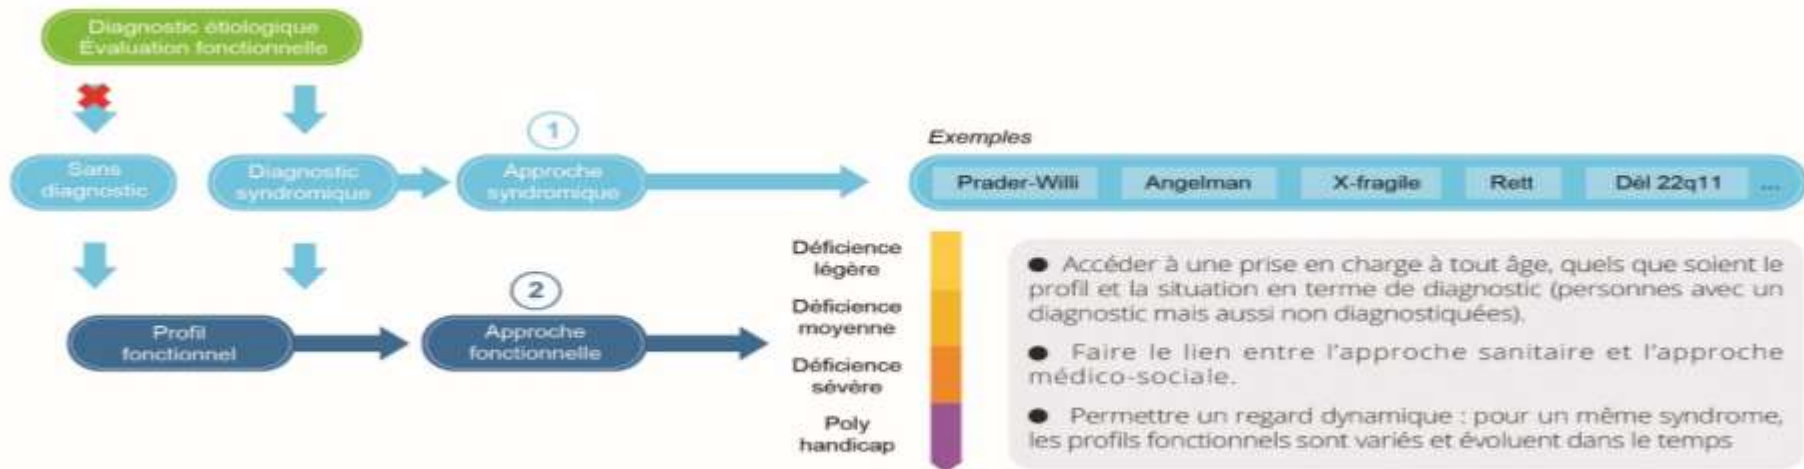 Diagnostic étiologique
Évaluation fonctionnelle
Sans
diagnostic
Diagnostic
syndromique
1
Approche
syndromique
Exemples
Prader-Willi
Angelman
X-fragile
Rett
Dél 22q11
...
Profil
fonctionnel
2
Approche
fonctionnelle
Déficience
légère
Déficience
moyenne
Déficience
sévère
Poly
handicap
● Accéder à une prise en charge à tout âge, quels que soient le
profil et la situation en terme de diagnostic (personnes avec un
diagnostic mais aussi non diagnostiquées).
● Faire le lien entre l'approche sanitaire et l'approche
médico-sociale.
● Permettre un regard dynamique : pour un même syndrome,
les profils fonctionnels sont variés et évoluent dans le temps